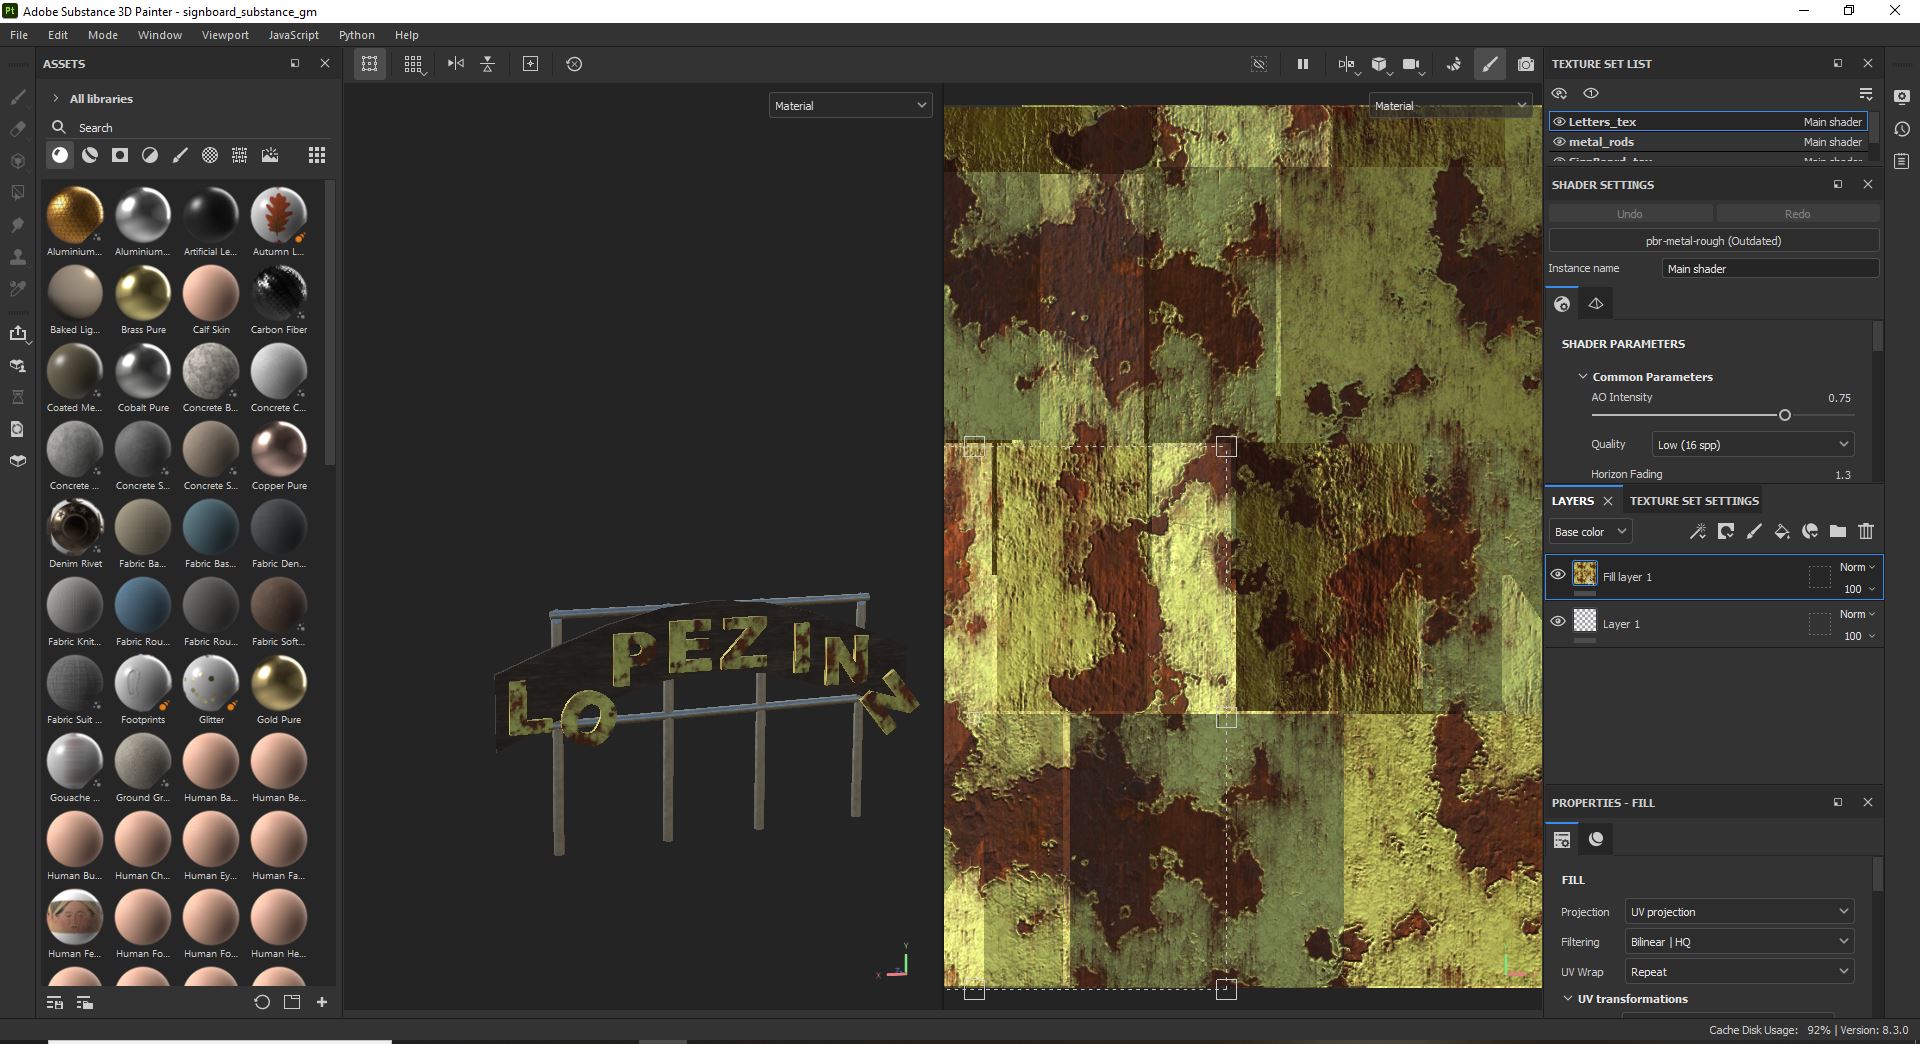 Pt Adobe Substance 3D Painter - signboard_substance_gm
File Edit Mode Window Viewport JavaScript Python Help
ASSETS
All libraries
Search
Aluminium... Aluminium... Artificial Le... Autumn L...
Baked Lig... Brass Pure Calf Skin Carbon Fiber
Coated Me... Cobalt Pure Concrete B... Concrete C...
Concrete ... Concrete S... Concrete S... Copper Pure
Denim Rivet Fabric Ba... Fabric Bas... Fabric Den...
Fabric Knit... Fabric Rou... Fabric Rou... Fabric Soft...
Fabric Suit ... Footprints Glitter Gold Pure
Gouache ... Ground Gr... Human Ba... Human Be...
Human Bu... Human Ch... Human Ey... Human Fa...
Human Fe... Human Fo... Human Fo... Human He...
Material
Material
LOPEZINN
Y
X
TEXTURE SET LIST
Letters_tex Main shader
metal_rods Main shader
SHADER SETTINGS
Undo Redo
pbr-metal-rough (Outdated)
Instance name Main shader
SHADER PARAMETERS
Common Parameters
AO Intensity 0.75
Quality Low (16 spp)
Horizon Fading 1.3
LAYERS TEXTURE SET SETTINGS
Base color
Fill layer 1 Norm 100
Layer 1 Norm 100
PROPERTIES - FILL
FILL
Projection UV projection
Filtering Bilinear | HQ
UV Wrap Repeat
UV transformations
Cache Disk Usage: 92% | Version: 8.3.0